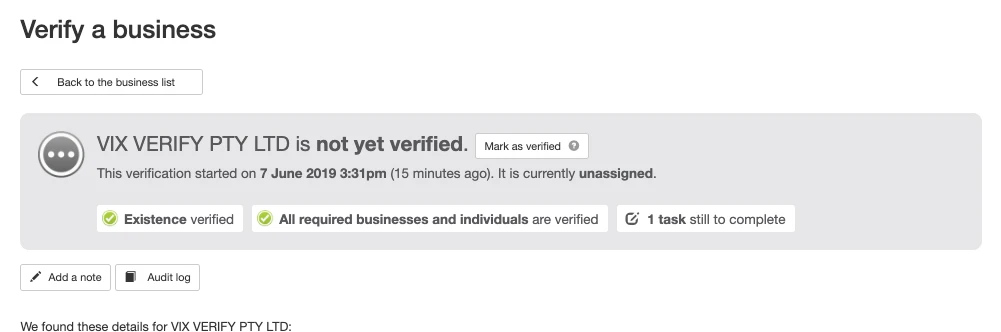 Verify a business
Back to the business list
VIX VERIFY PTY LTD is not yet verified. Mark as verified ?
This verification started on 7 June 2019 3:31pm (15 minutes ago). It is currently unassigned.
Existence verified All required businesses and individuals are verified 1 task still to complete
Add a note Audit log
We found these details for VIX VERIFY PTY LTD: